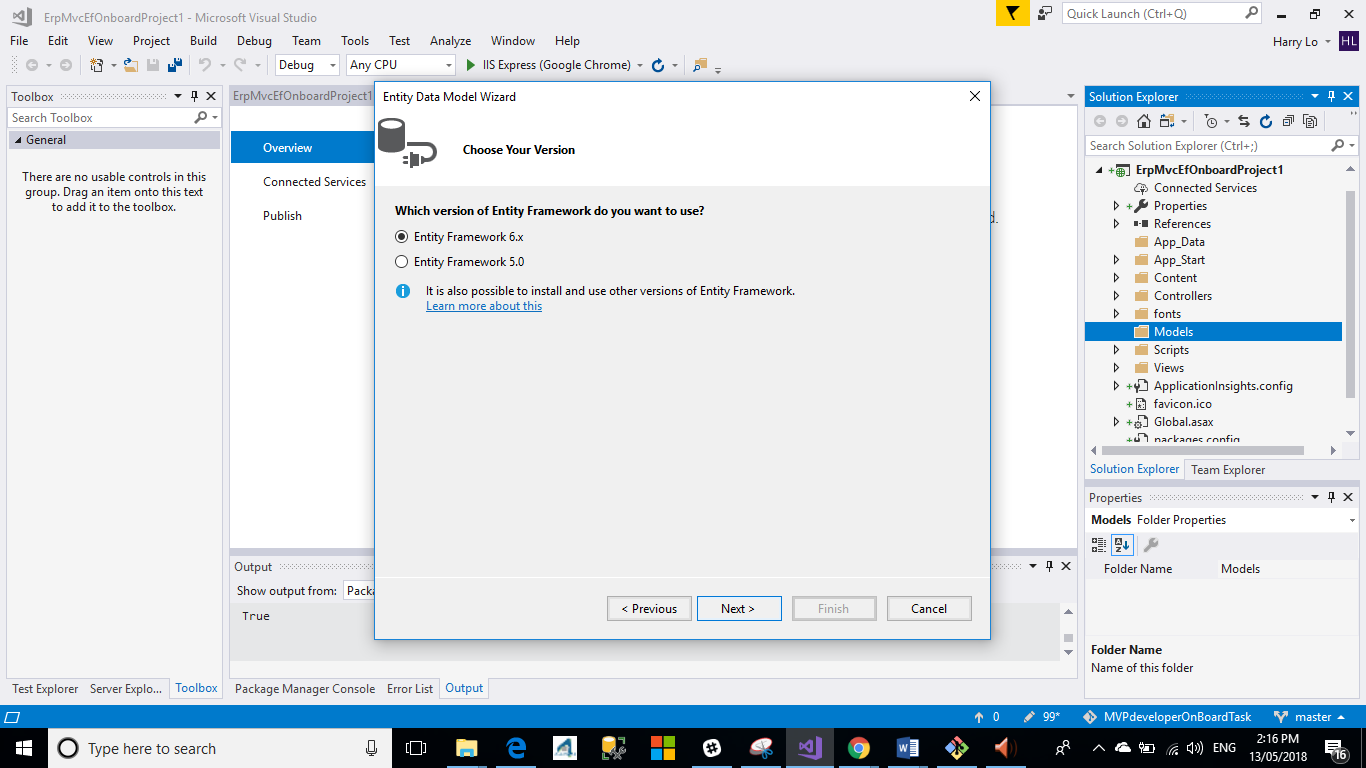 ErpMvcEfOnboardProject1 - Microsoft Visual Studio
Quick Launch (Ctrl+Q)
File Edit View Project Build Debug Team Tools Test Analyze Window Help
Harry Lo HL
Debug Any CPU IIS Express (Google Chrome)
Toolbox
Search Toolbox
General
There are no usable controls in this
group. Drag an item onto this text
to add it to the toolbox.
Test Explorer Server Explo... Toolbox
ErpMvcEfOnboardProject1
Overview
Connected Services
Publish
d.
Entity Data Model Wizard
Choose Your Version
Which version of Entity Framework do you want to use?
Entity Framework 6.x
Entity Framework 5.0
It is also possible to install and use other versions of Entity Framework.
Learn more about this
< Previous Next > Finish Cancel
Output
Show output from: Packa
True
Package Manager Console Error List Output
Solution Explorer
Search Solution Explorer (Ctrl+;)
ErpMvcEfOnboardProject1
Connected Services
Properties
References
App_Data
App_Start
Content
Controllers
fonts
Models
Scripts
Views
ApplicationInsights.config
favicon.ico
Global.asax
packages.config
Solution Explorer Team Explorer
Properties
Models Folder Properties
Folder Name Models
Folder Name
Name of this folder
0 99* MVPdeveloperOnBoardTask master
Type here to search
ENG
2:16 PM
13/05/2018
16